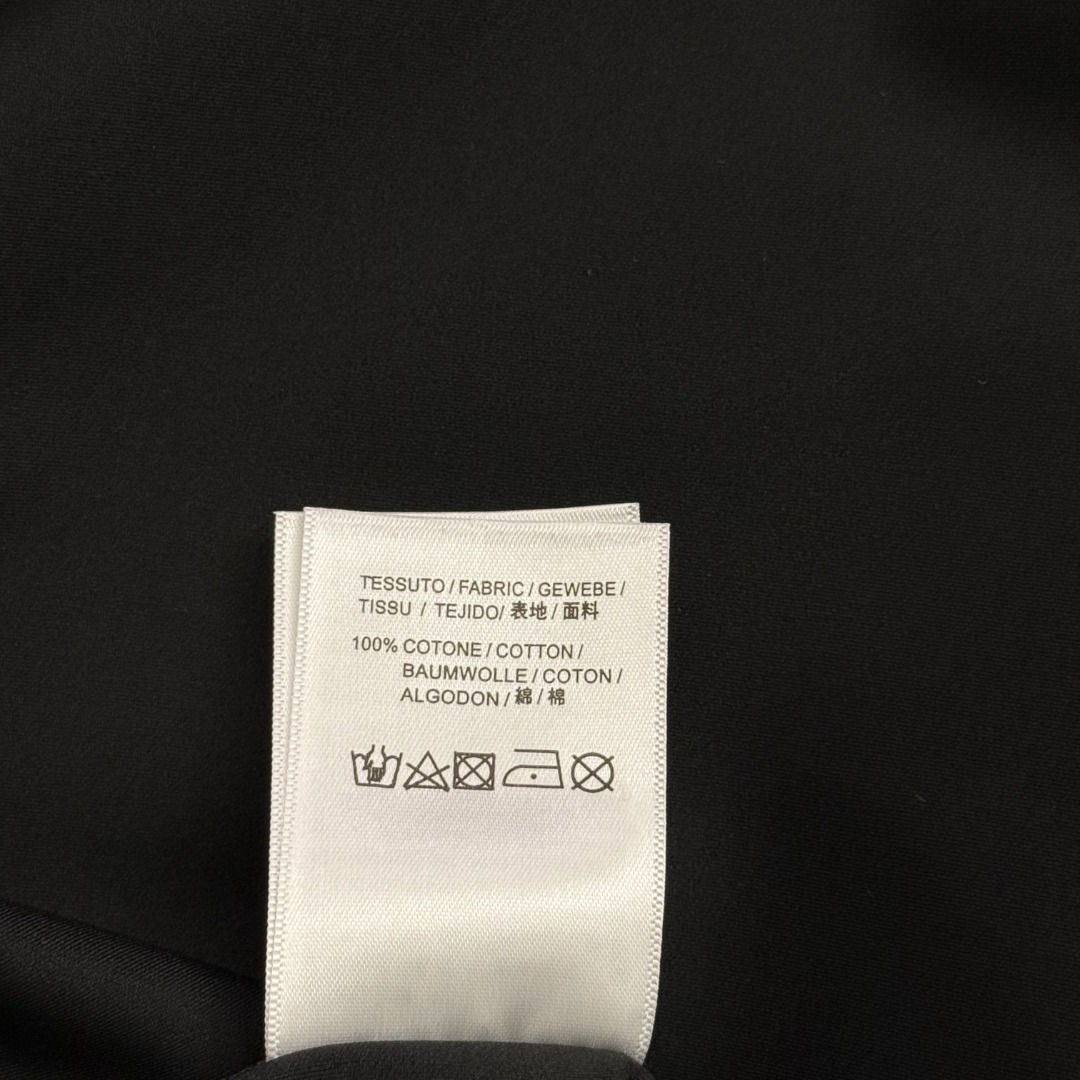 TESSUTO / FABRIC / GEWEBE /
TISSU / TEJIDO/ 表地 / 面料
100% COTONE / COTTON /
BAUMWOLLE / COTON /
ALGODON / 綿 / 棉